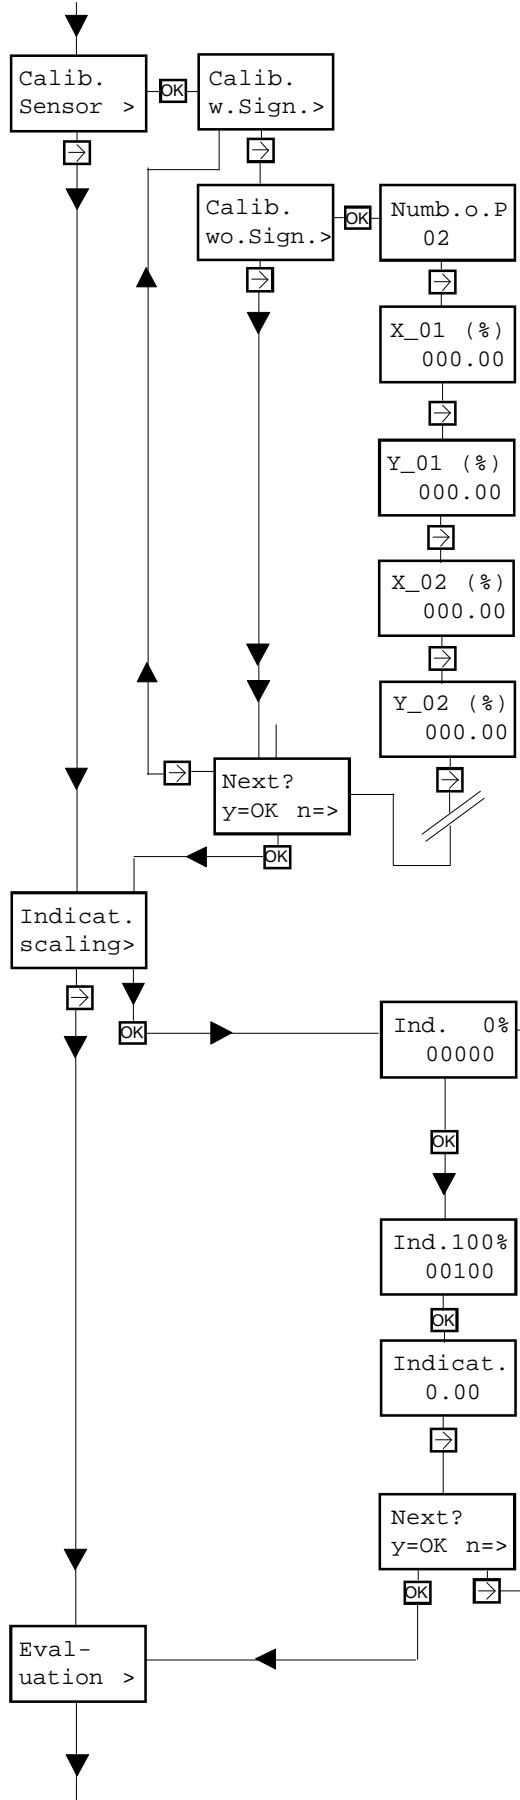 Calib.
Sensor >
OK
Calib.
w.Sign.>
Calib.
wo.Sign.>
OK
Numb.o.P
02
X_01 (%)
000.00
Y_01 (%)
000.00
X_02 (%)
000.00
Y_02 (%)
000.00
Next?
y=OK n=>
OK
Indicat.
scaling>
OK
Ind. 0%
00000
OK
Ind.100%
00100
OK
Indicat.
0.00
Next?
y=OK n=>
OK
Eval-
uation >